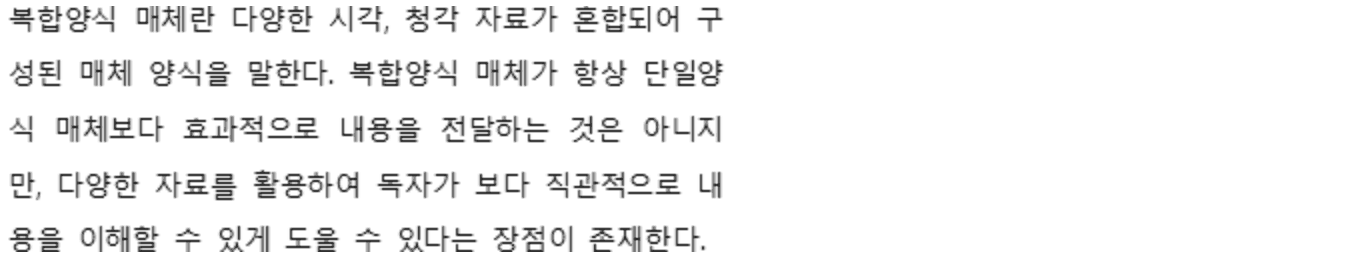 복합양식 매체란 다양한 시각, 청각 자료가 혼합되어 구
성된 매체 양식을 말한다. 복합양식 매체가 항상 단일양
식 매체보다 효과적으로 내용을 전달하는 것은 아니지
만, 다양한 자료를 활용하여 독자가 보다 직관적으로 내
용을 이해할 수 있게 도울 수 있다는 장점이 존재한다.